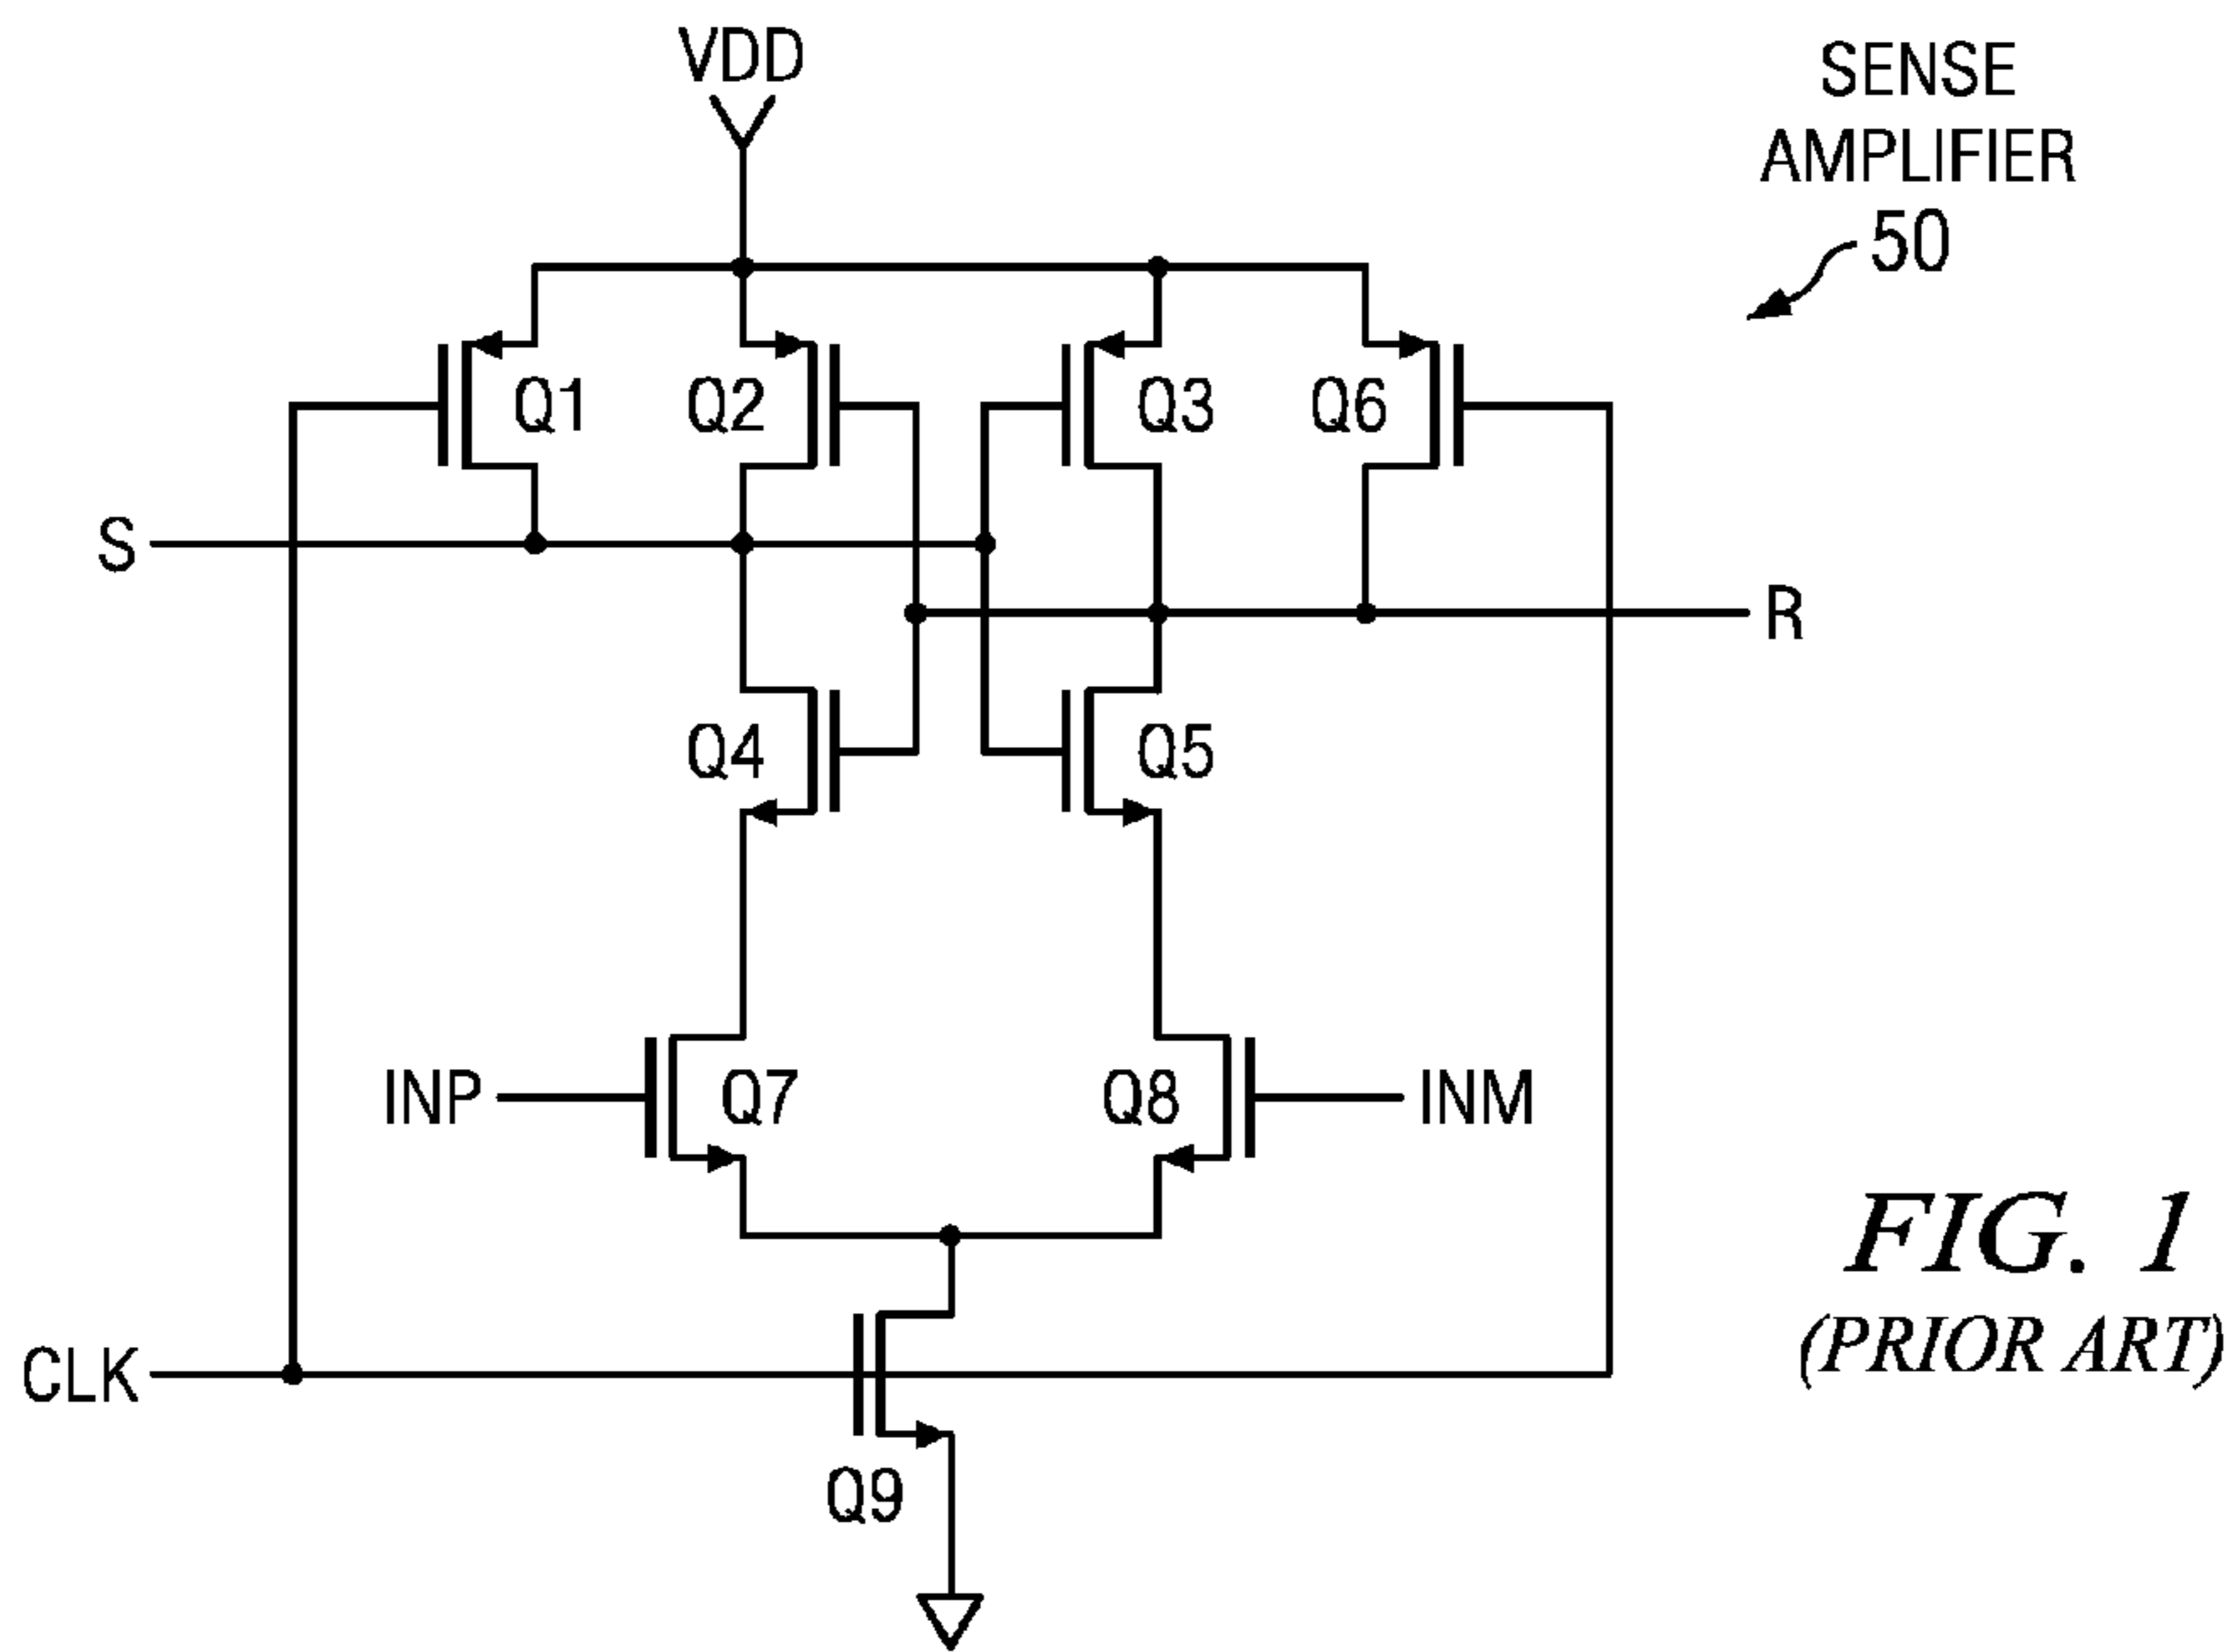 VDD
SENSE
AMPLIFIER
50
Q1
Q2
Q3
Q6
S
R
Q4
Q5
INP
Q7
Q8
INM
FIG. 1
(PRIOR ART)
CLK
Q9